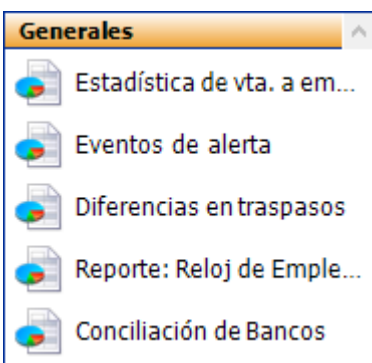 Generales
Estadística de vta. a em...
Eventos de alerta
Diferencias en traspasos
Reporte: Reloj de Emple...
Conciliación de Bancos